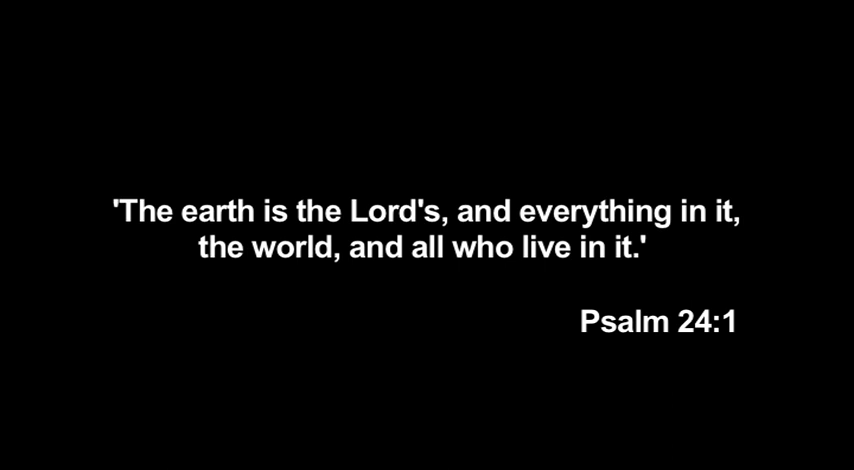 'The earth is the Lord's, and everything in it,
the world, and all who live in it.'
Psalm 24:1